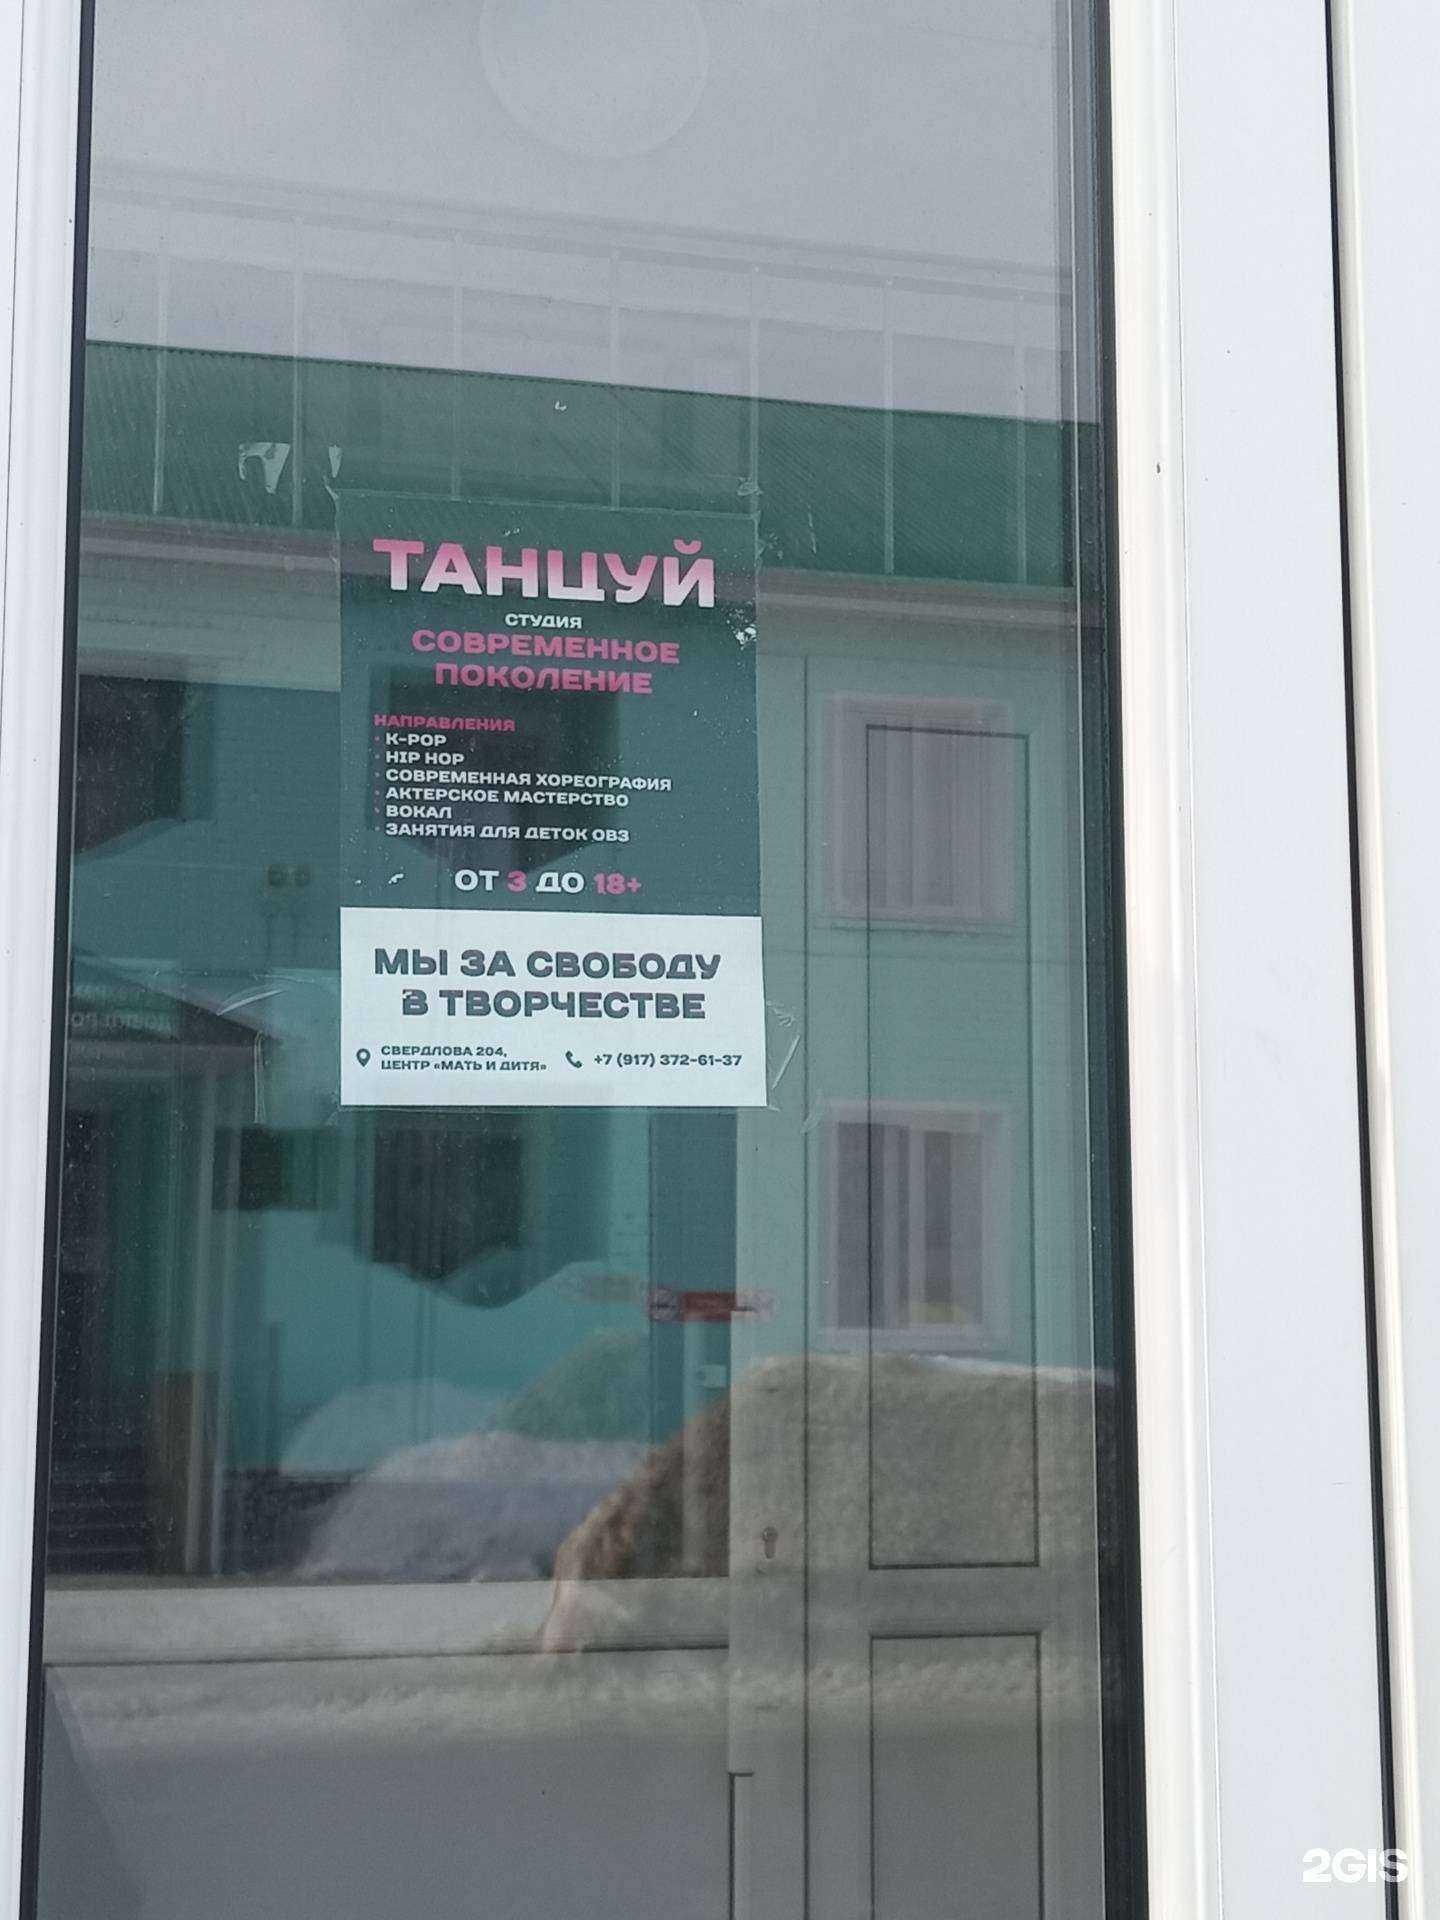 ТАНЦУЙ
СТУДИЯ
СОВРЕМЕННОЕ
ПОКОЛЕНИЕ
НАПРАВЛЕНИЯ
• K-POP
• HIP HOP
• СОВРЕМЕННАЯ ХОРЕОГРАФИЯ
• АКТЕРСКОЕ МАСТЕРСТВО
• ВОКАЛ
• ЗАНЯТИЯ ДЛЯ ДЕТОК ОВЗ
ОТ 3 ДО 18+
МЫ ЗА СВОБОДУ
В ТВОРЧЕСТВЕ
СВЕРДЛОВА 204,
ЦЕНТР «МАТЬ И ДИТЯ»
+7 (917) 372-61-37
2GIS